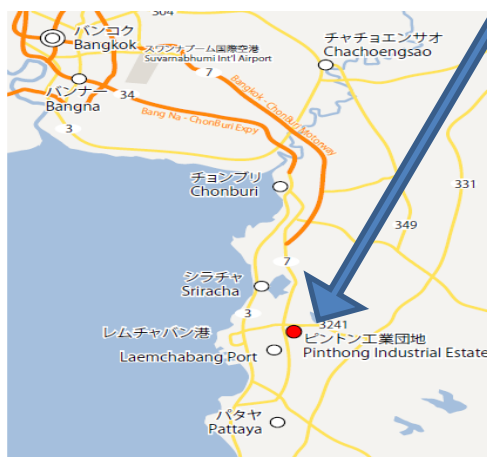 304
バンコク
Bangkok
スワンナプーム国際空港
Suvarnabhumi Int'l Airport
チャチョエンサオ
Chachoengsao
7
バンナー
Bangna
34
Bangkok - ChonBuri Motorway
3
Bang Na - ChonBuri Expy
チョンブリ
Chonburi
331
349
7
シラチャ
Sriracha
3
3241
レムチャバン港
Laemchabang Port
ピントン工業団地
Pinthong Industrial Estate
パタヤ
Pattaya